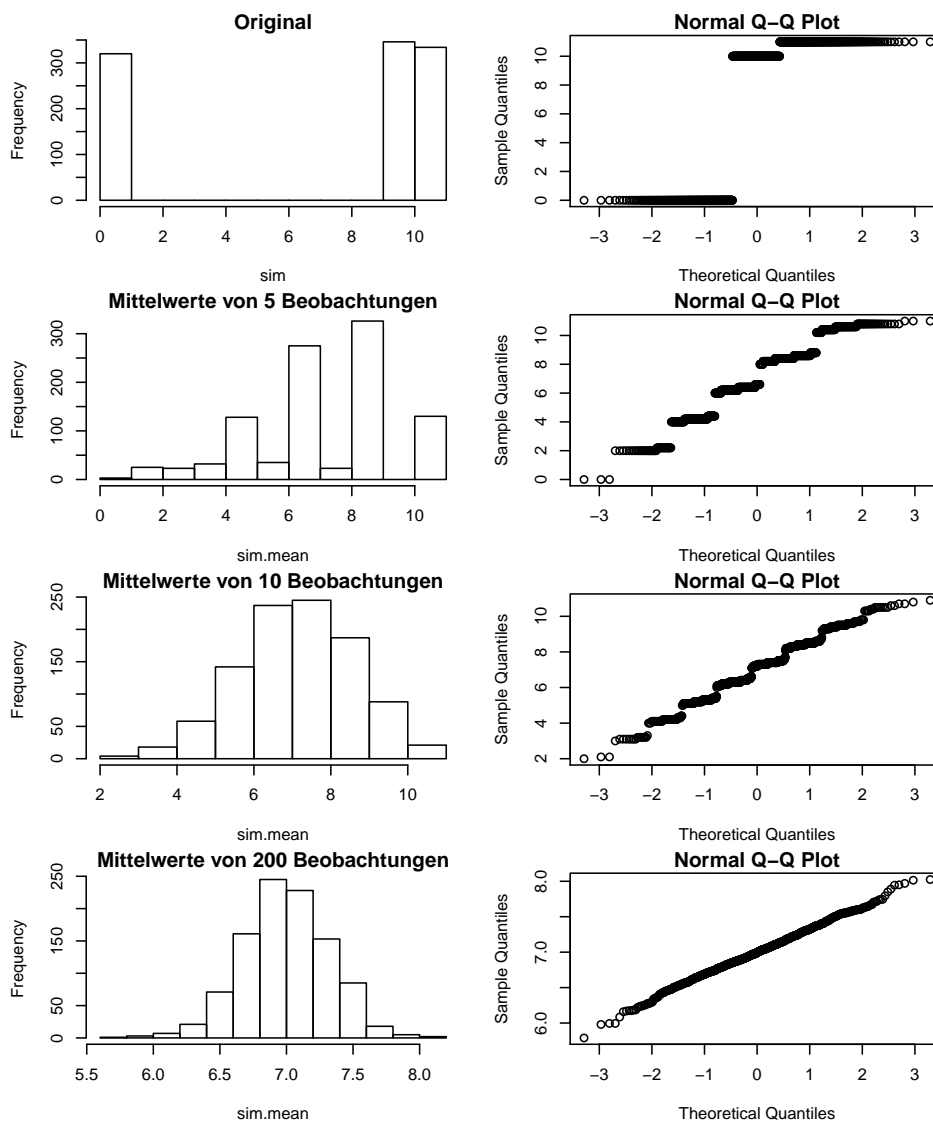 Original
Frequency
0 100 300
0 2 4 6 8 10
sim
Normal Q−Q Plot
Sample Quantiles
0 2 4 6 8 10
−3 −2 −1 0 1 2 3
Theoretical Quantiles
Mittelwerte von 5 Beobachtungen
Frequency
0 100 300
0 2 4 6 8 10
sim.mean
Normal Q−Q Plot
Sample Quantiles
0 2 4 6 8 10
−3 −2 −1 0 1 2 3
Theoretical Quantiles
Mittelwerte von 10 Beobachtungen
Frequency
0 50 150 250
2 4 6 8 10
sim.mean
Normal Q−Q Plot
Sample Quantiles
2 4 6 8 10
−3 −2 −1 0 1 2 3
Theoretical Quantiles
Mittelwerte von 200 Beobachtungen
Frequency
0 50 150 250
5.5 6.0 6.5 7.0 7.5 8.0
sim.mean
Normal Q−Q Plot
Sample Quantiles
6.0 7.0 8.0
−3 −2 −1 0 1 2 3
Theoretical Quantiles